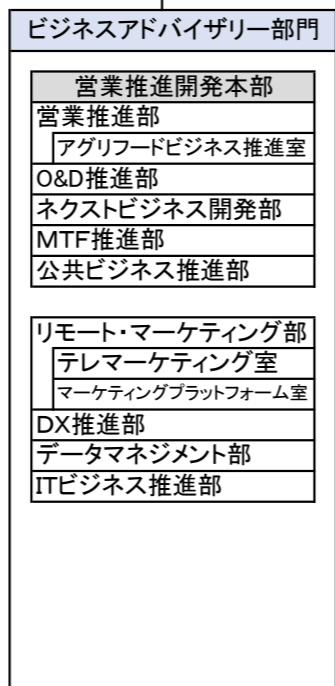 ビジネスアドバイザリー部門
営業推進開発本部
営業推進部
アグリフードビジネス推進室
O&D推進部
ネクストビジネス開発部
MTF推進部
公共ビジネス推進部
リモート・マーケティング部
テレマーケティング室
マーケティングプラットフォーム室
DX推進部
データマネジメント部
ITビジネス推進部